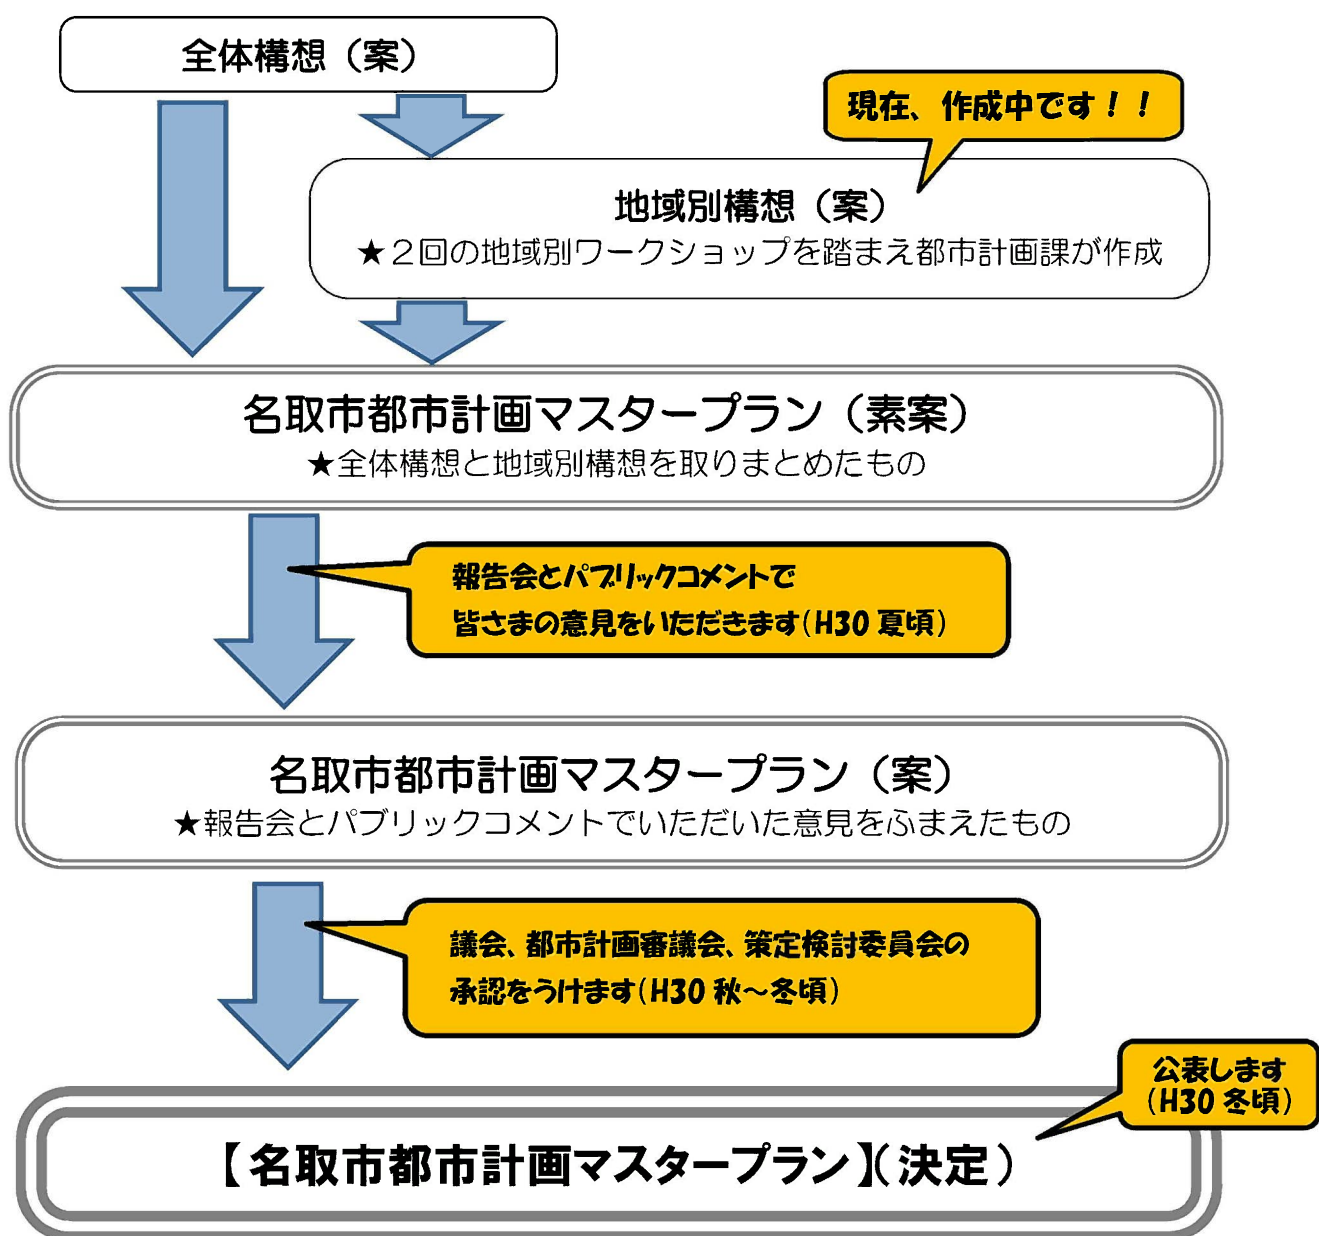 全体構想（案）
現在、作成中です！！
地域別構想（案）
★２回の地域別ワークショップを踏まえ都市計画課が作成
名取市都市計画マスタープラン（素案）
★全体構想と地域別構想を取りまとめたもの
報告会とパブリックコメントで
皆さまの意見をいただきます(H30 夏頃)
名取市都市計画マスタープラン（案）
★報告会とパブリックコメントでいただいた意見をふまえたもの
議会、都市計画審議会、策定検討委員会の
承認をうけます(H30 秋～冬頃)
公表します
(H30 冬頃)
【名取市都市計画マスタープラン】(決定)